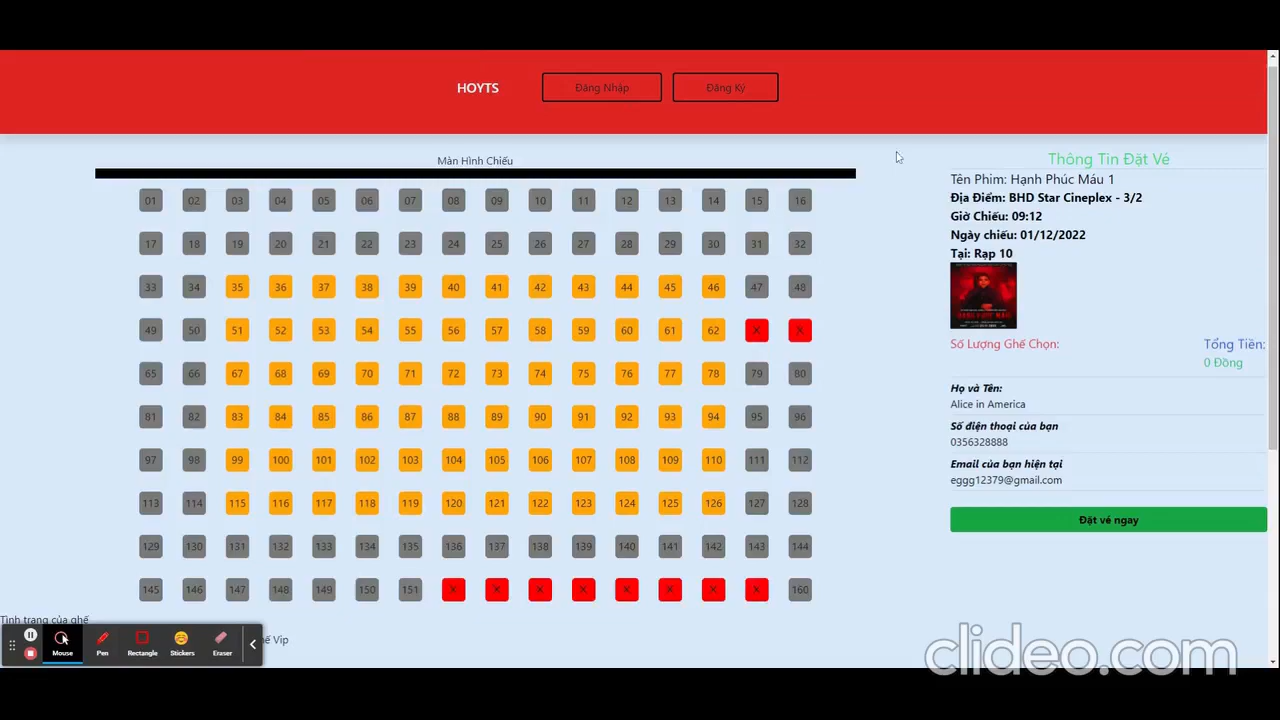 HOYTS Đăng Nhập Đăng Ký
Màn Hình Chiếu
01 02 03 04 05 06 07 08 09 10 11 12 13 14 15 16
17 18 19 20 21 22 23 24 25 26 27 28 29 30 31 32
33 34 35 36 37 38 39 40 41 42 43 44 45 46 47 48
49 50 51 52 53 54 55 56 57 58 59 60 61 62 X X
65 66 67 68 69 70 71 72 73 74 75 76 77 78 79 80
81 82 83 84 85 86 87 88 89 90 91 92 93 94 95 96
97 98 99 100 101 102 103 104 105 106 107 108 109 110 111 112
113 114 115 116 117 118 119 120 121 122 123 124 125 126 127 128
129 130 131 132 133 134 135 136 137 138 139 140 141 142 143 144
145 146 147 148 149 150 151 X X X X X X X X 160
Thông Tin Đặt Vé
Tên Phim: Hạnh Phúc Máu 1
Địa Điểm: BHD Star Cineplex - 3/2
Giờ Chiếu: 09:12
Ngày chiếu: 01/12/2022
Tại: Rạp 10
HẠNH PHÚC MÁU
Số Lượng Ghế Chọn: Tổng Tiền:
0 Đồng
Họ và Tên:
Alice in America
Số điện thoại của bạn
0356328888
Email của bạn hiện tại
eggg12379@gmail.com
Đặt vé ngay
Tình trạng của ghế
Vip
Mouse Pen Rectangle Stickers Eraser
clideo.com